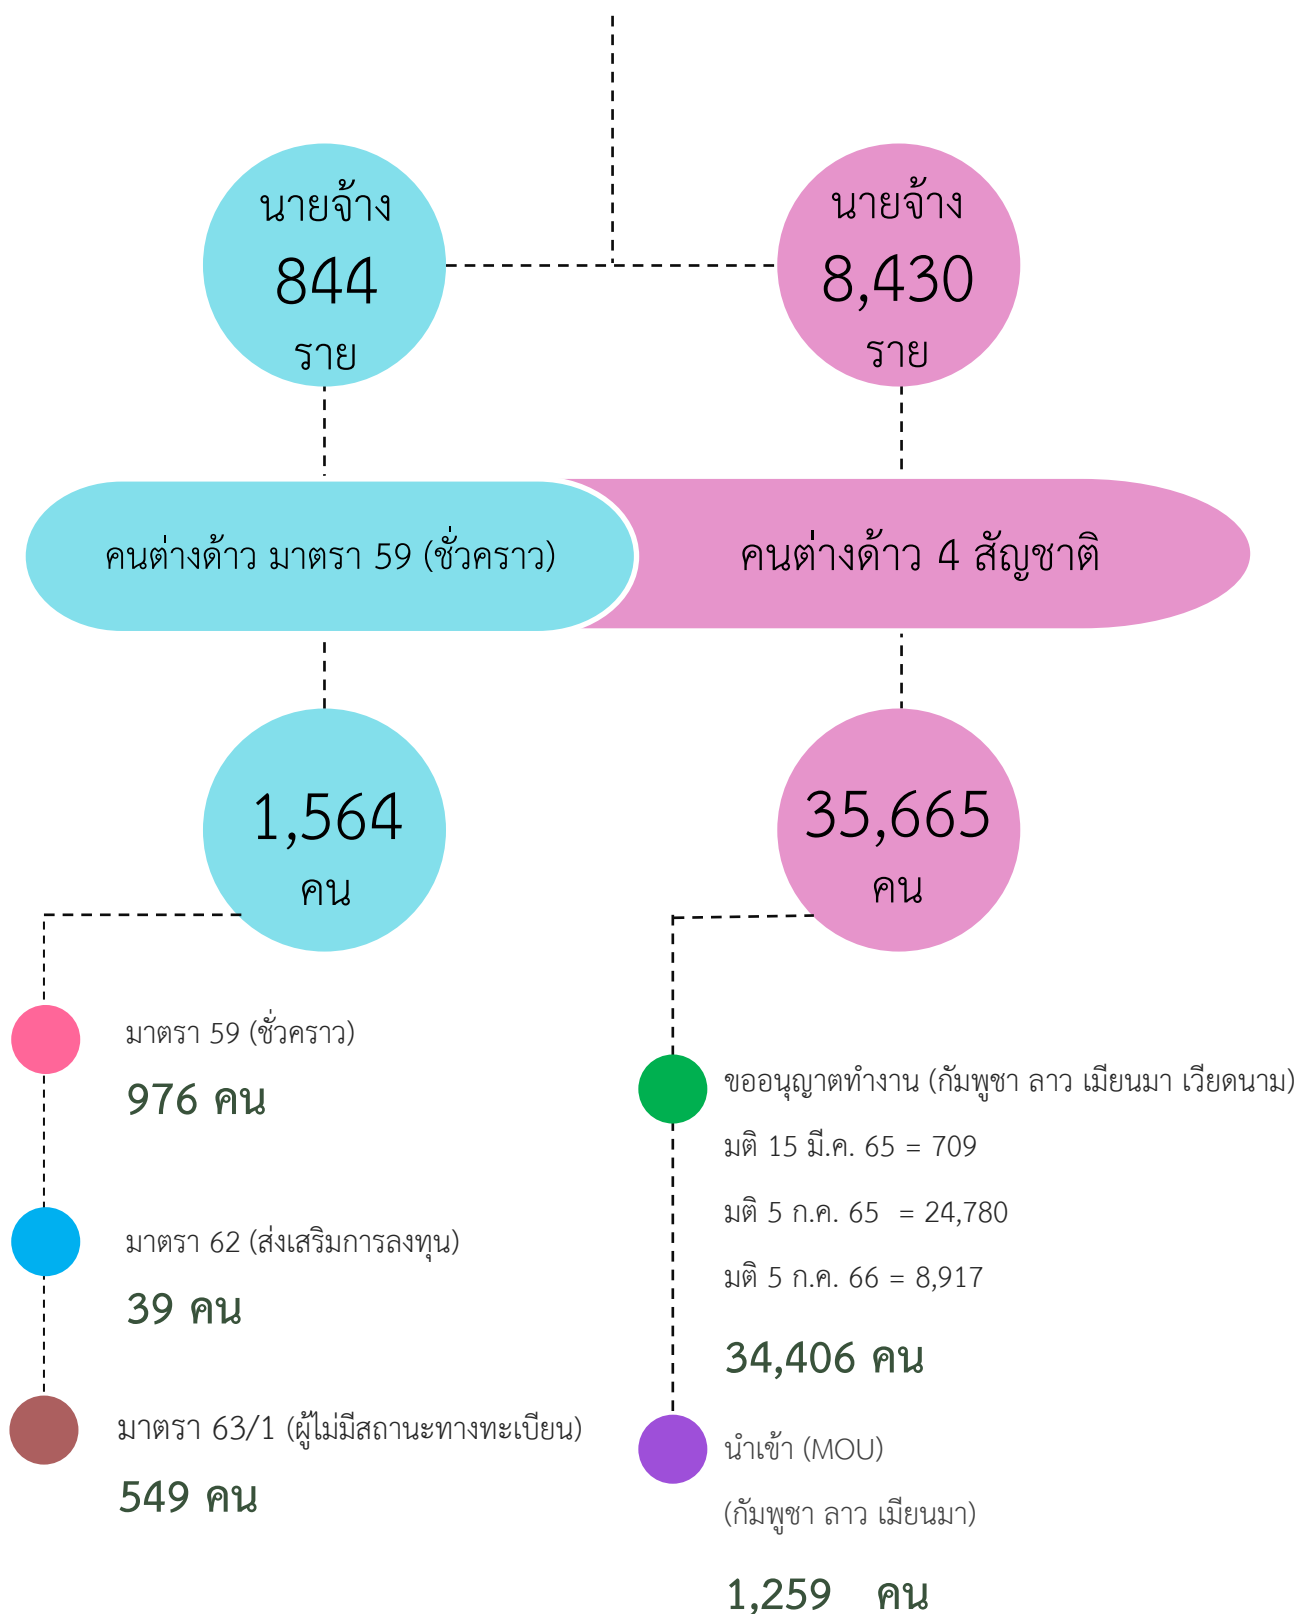 นายจ้าง
844
ราย
นายจ้าง
8,430
ราย
คนต่างด้าว มาตรา 59 (ชั่วคราว)
คนต่างด้าว 4 สัญชาติ
1,564
คน
35,665
คน
มาตรา 59 (ชั่วคราว)
976 คน
มาตรา 62 (ส่งเสริมการลงทุน)
39 คน
มาตรา 63/1 (ผู้ไม่มีสถานะทางทะเบียน)
549 คน
ขออนุญาตทำงาน (กัมพูชา ลาว เมียนมา เวียดนาม)
มติ 15 มี.ค. 65 = 709
มติ 5 ก.ค. 65 = 24,780
มติ 5 ก.ค. 66 = 8,917
34,406 คน
นำเข้า (MOU)
(กัมพูชา ลาว เมียนมา)
1,259 คน